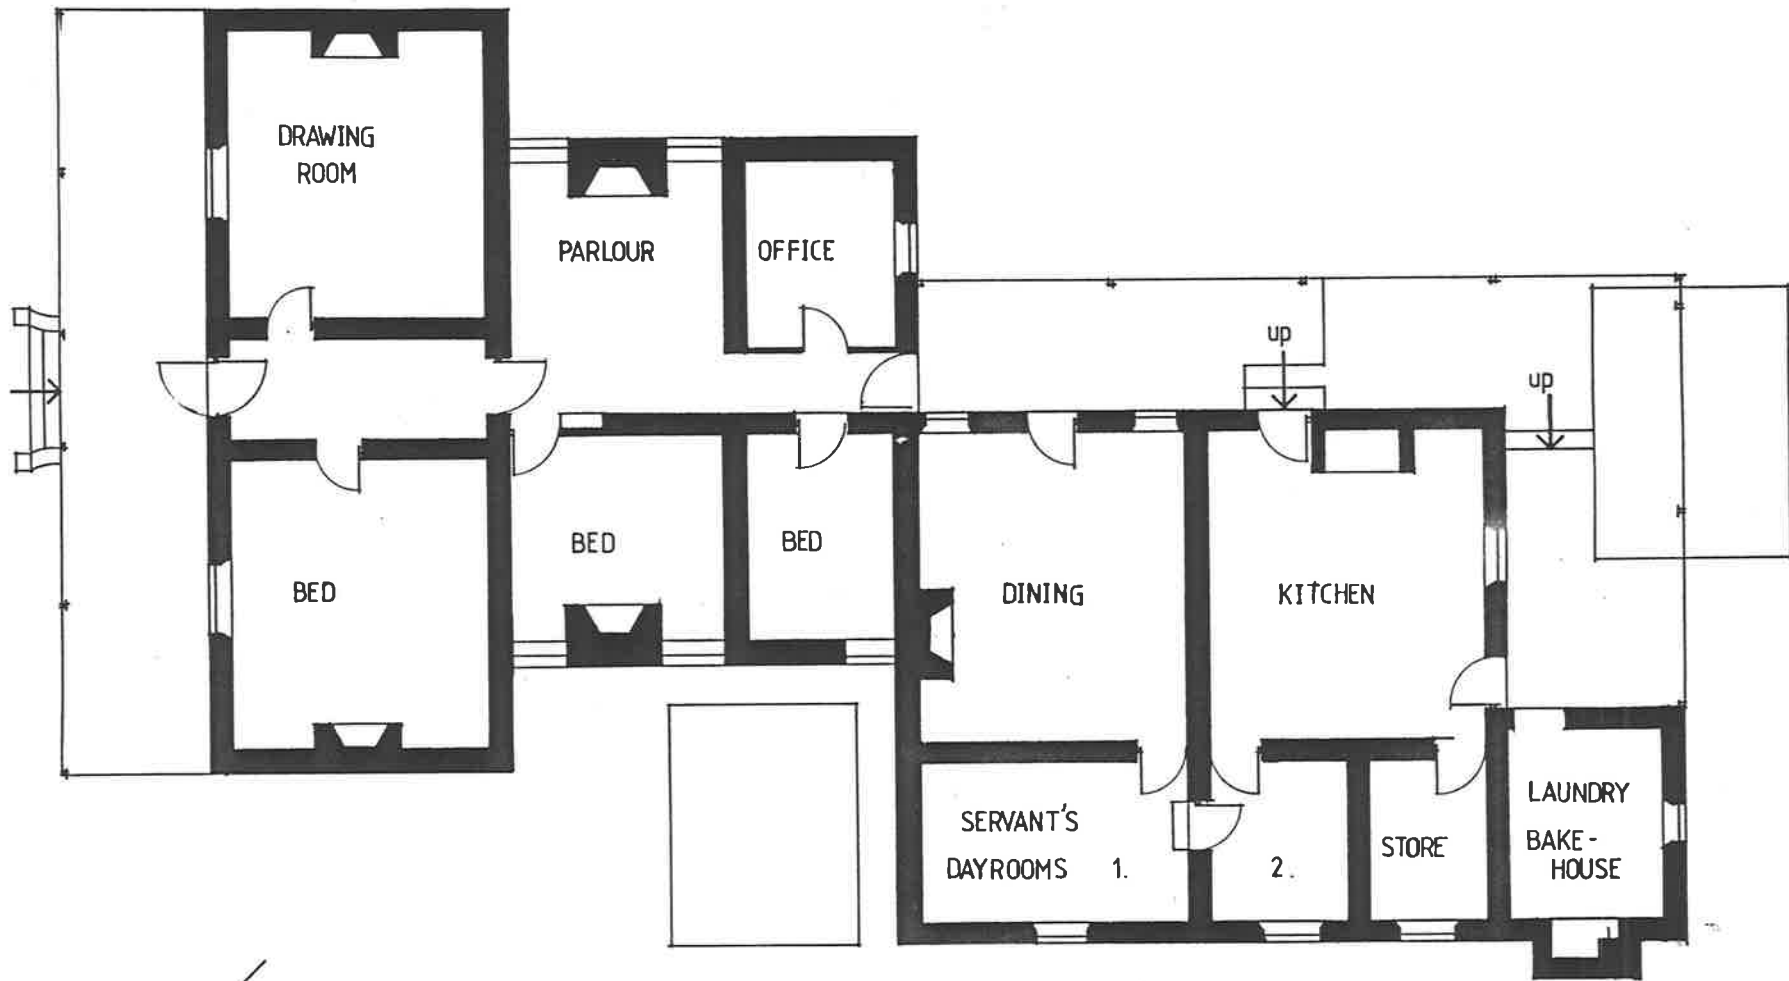 DRAWING
ROOM
PARLOUR
OFFICE
up
up
BED
BED
BED
DINING
KITCHEN
SERVANT'S
DAYROOMS 1.
2.
STORE
LAUNDRY
BAKE-
HOUSE